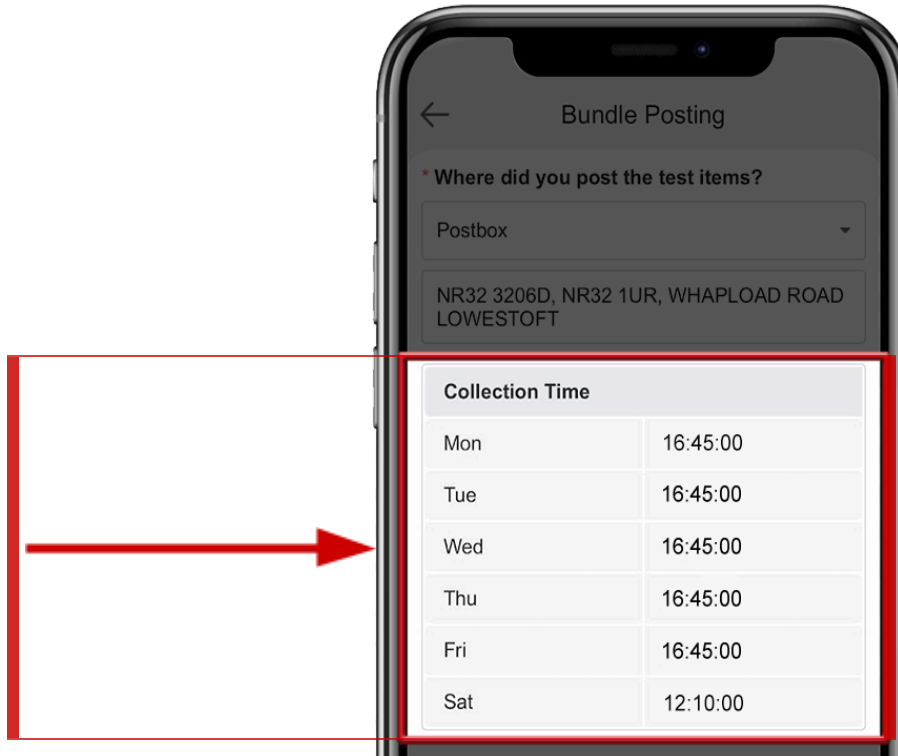 Bundle Posting
* Where did you post the test items?
Postbox
NR32 3206D, NR32 1UR, WHAPLOAD ROAD
LOWESTOFT
Collection Time
Mon 16:45:00
Tue 16:45:00
Wed 16:45:00
Thu 16:45:00
Fri 16:45:00
Sat 12:10:00